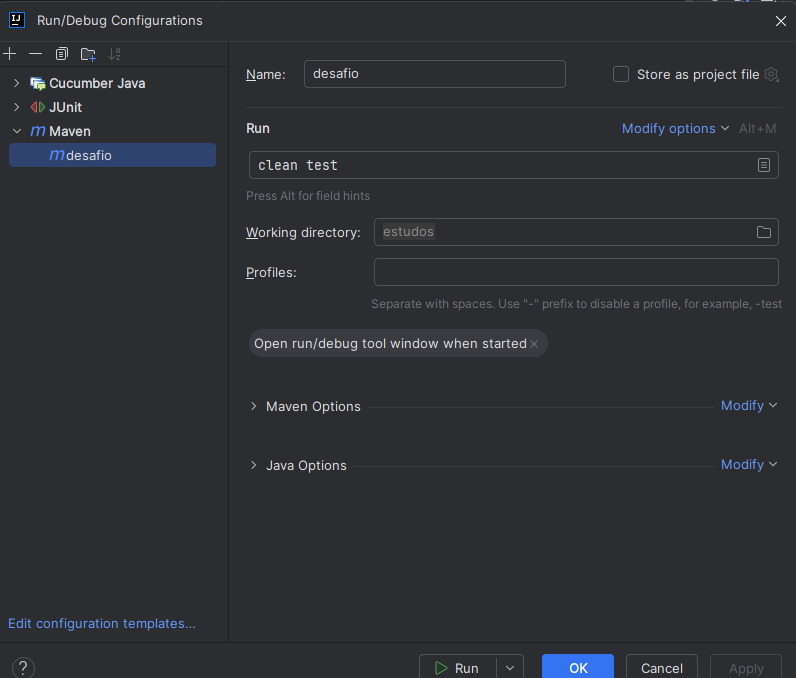 Run/Debug Configurations
Name: desafio Store as project file
Cucumber Java
JUnit
Maven
desafio
Run Modify options Alt+M
clean test
Press Alt for field hints
Working directory: estudos
Profiles:
Separate with spaces. Use "-" prefix to disable a profile, for example, -test
Open run/debug tool window when started
Maven Options Modify
Java Options Modify
Edit configuration templates...
? Run OK Cancel Apply